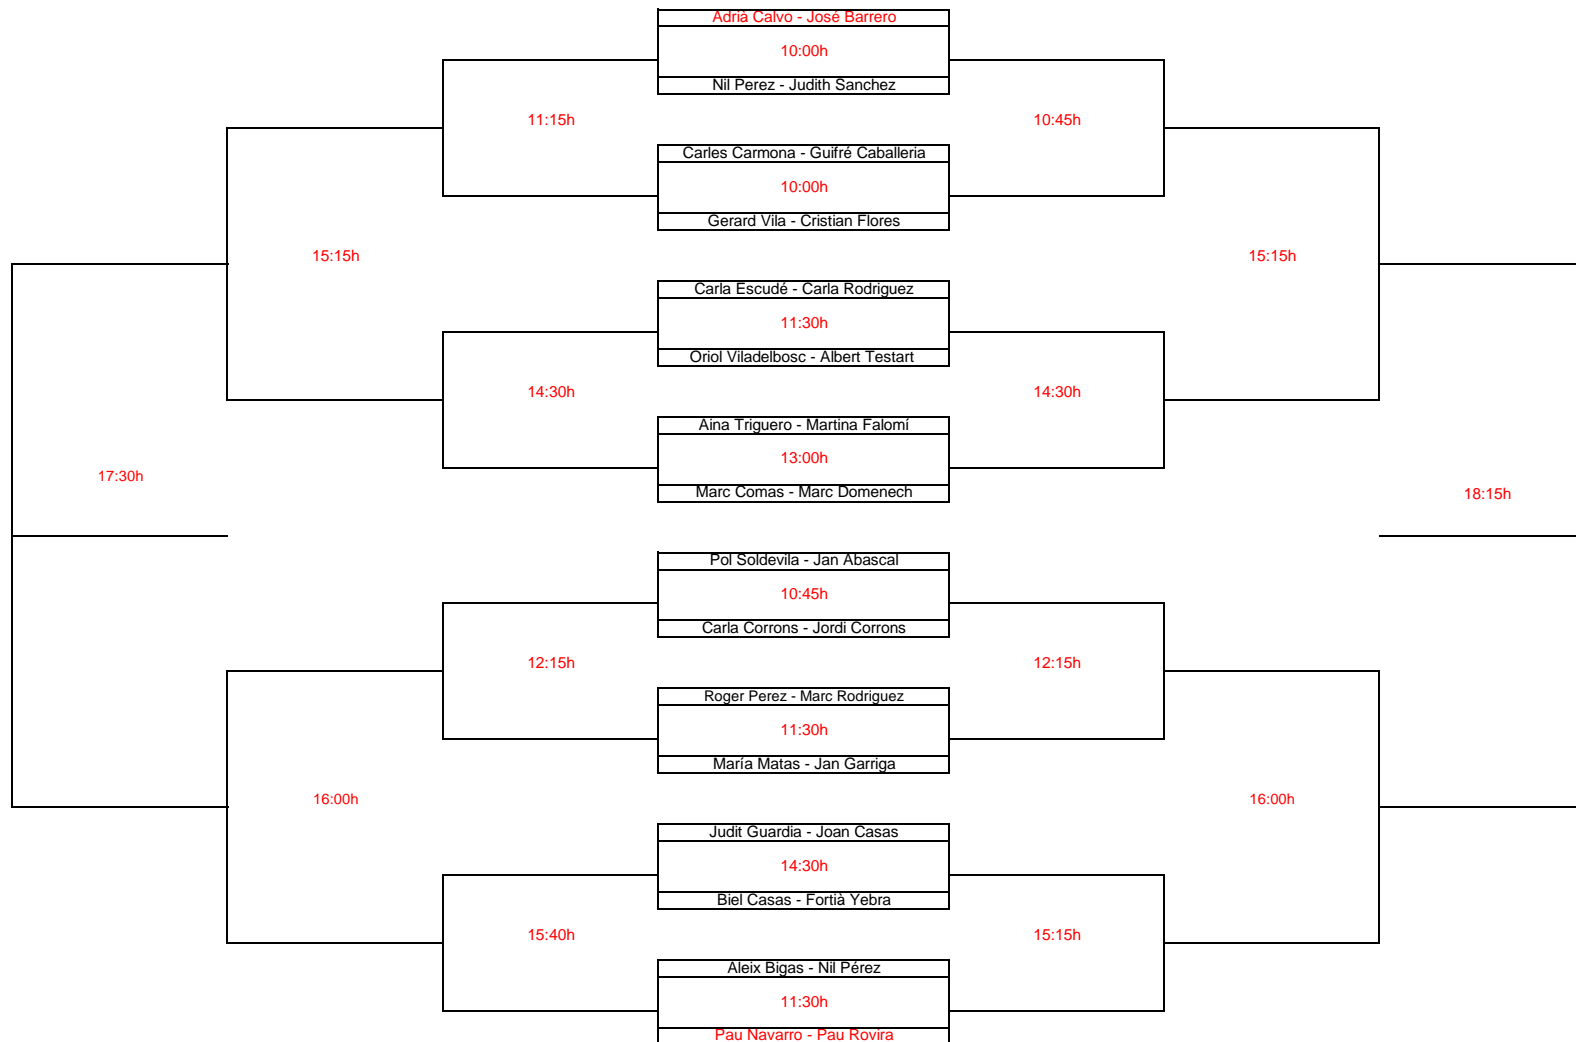 Adrià Calvo - José Barrero
10:00h
Nil Perez - Judith Sanchez
11:15h 10:45h
Carles Carmona - Guifré Caballeria
10:00h
Gerard Vila - Cristian Flores
15:15h 15:15h
Carla Escudé - Carla Rodriguez
11:30h
Oriol Viladelbosc - Albert Testart
14:30h 14:30h
Aina Triguero - Martina Falomí
13:00h
17:30h
Marc Comas - Marc Domenech
18:15h
Pol Soldevila - Jan Abascal
10:45h
Carla Corrons - Jordi Corrons
12:15h 12:15h
Roger Perez - Marc Rodriguez
11:30h
María Matas - Jan Garriga
16:00h 16:00h
Judit Guardia - Joan Casas
14:30h
Biel Casas - Fortià Yebra
15:40h 15:15h
Aleix Bigas - Nil Pérez
11:30h
Pau Navarro - Pau Rovira